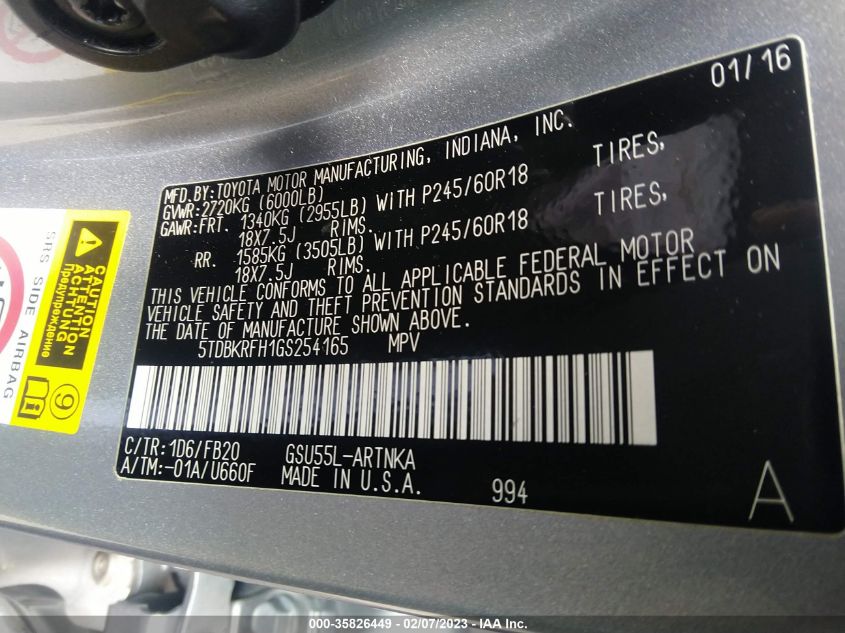 01/16
MFD.BY:TOYOTA MOTOR MANUFACTURING, INDIANA, INC.
GVWR:2720KG (6000LB)
GAWR:FRT. 1340KG (2955LB) WITH P245/60R18 TIRES,
18X7.5J RIMS.
RR. 1585KG (3505LB) WITH P245/60R18 TIRES,
18X7.5J RIMS.
THIS VEHICLE CONFORMS TO ALL APPLICABLE FEDERAL MOTOR
VEHICLE SAFETY AND THEFT PREVENTION STANDARDS IN EFFECT ON
THE DATE OF MANUFACTURE SHOWN ABOVE.
5TDBKRFH1GS254165 MPV
C/TR:1D6/FB20 GSU55L-ARTNKA
A/TM:-01A/U660F MADE IN U.S.A. 994 A
SRS SIDE AIRBAG
CAUTION
ATTENTION
ACHTUNG
Предупреждение
9
000-35826449 - 02/07/2023 - IAA Inc.